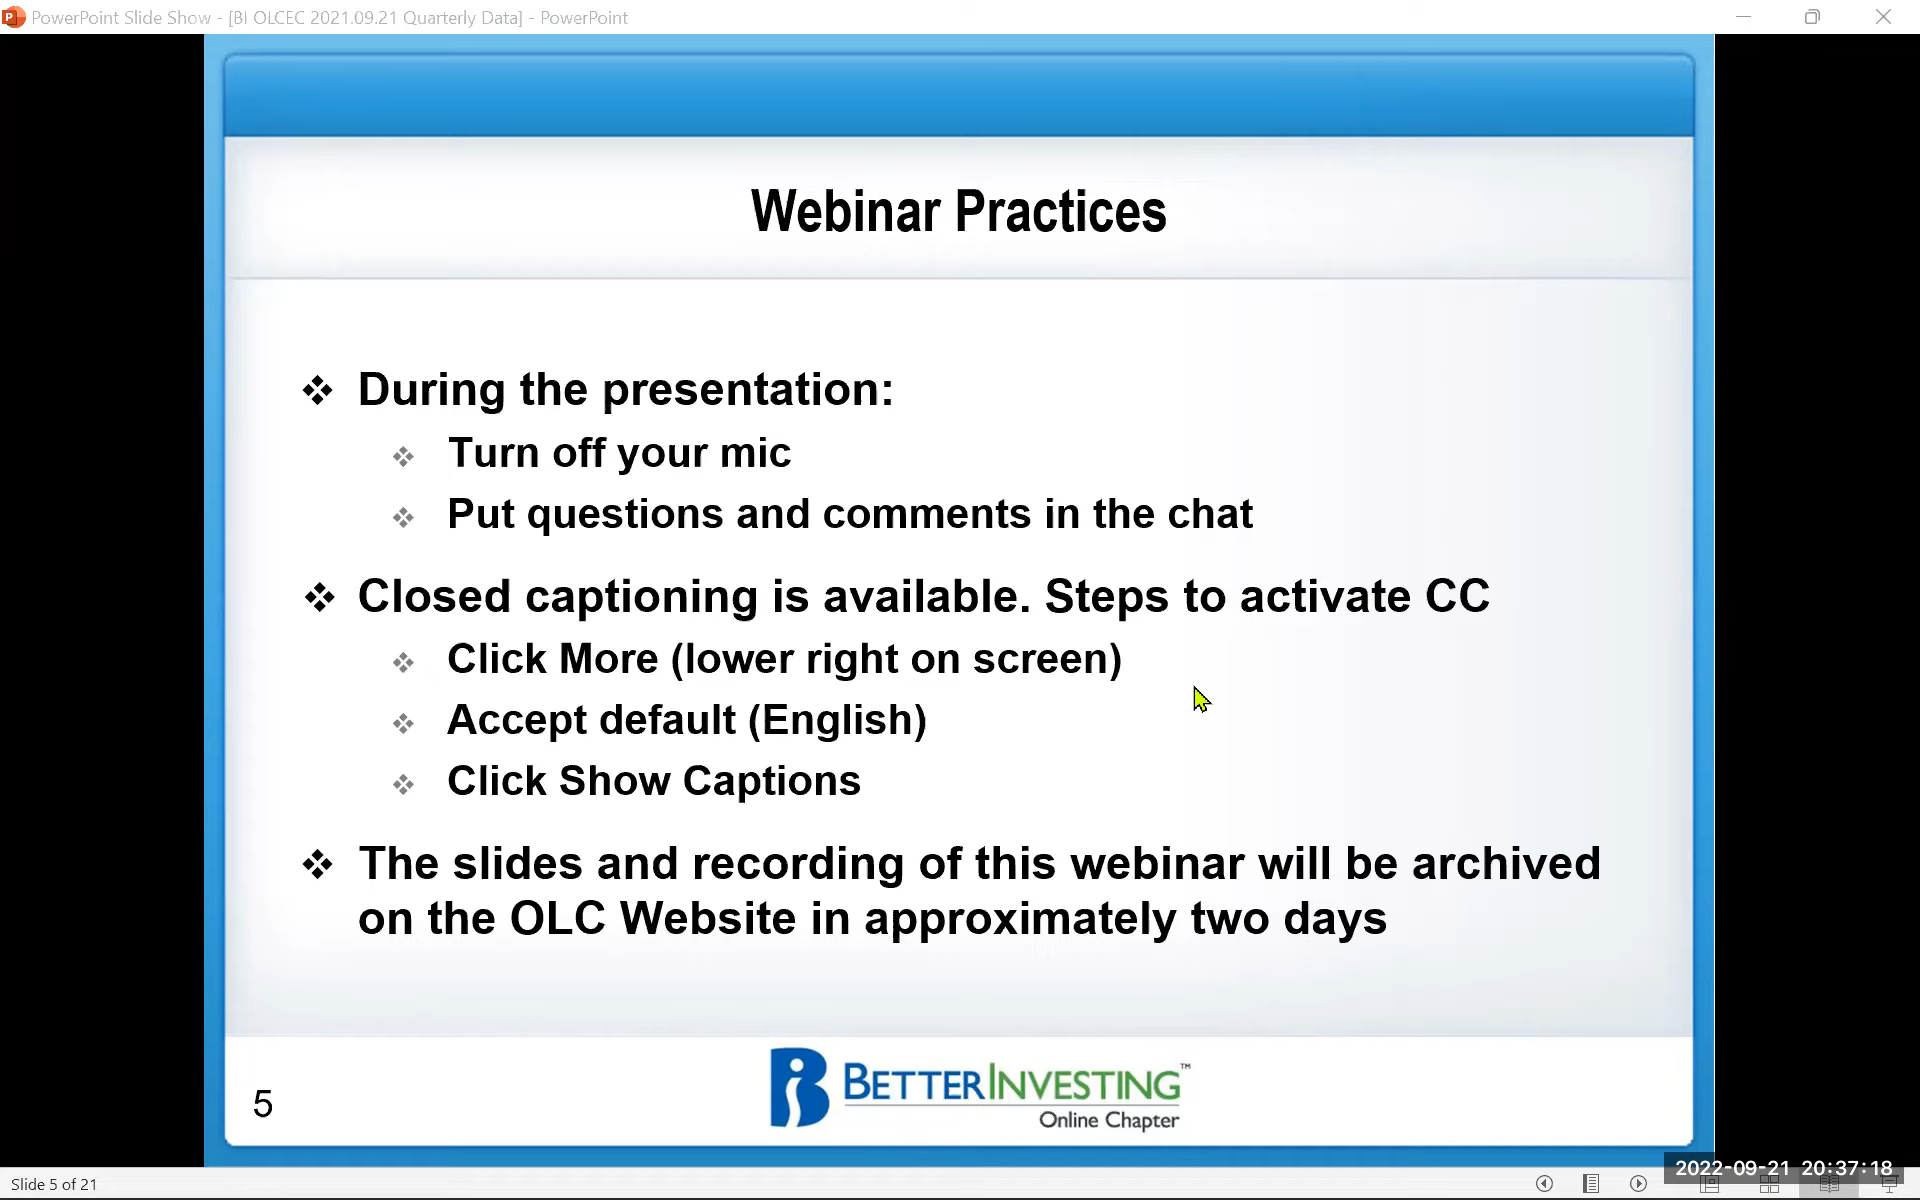 PowerPoint Slide Show - [BI OLCEC 2021.09.21 Quarterly Data] - PowerPoint
Webinar Practices
During the presentation:
Turn off your mic
Put questions and comments in the chat
Closed captioning is available. Steps to activate CC
Click More (lower right on screen)
Accept default (English)
Click Show Captions
The slides and recording of this webinar will be archived
on the OLC Website in approximately two days
5
BETTERINVESTING™
Online Chapter
2022-09-21 20:37:18
Slide 5 of 21